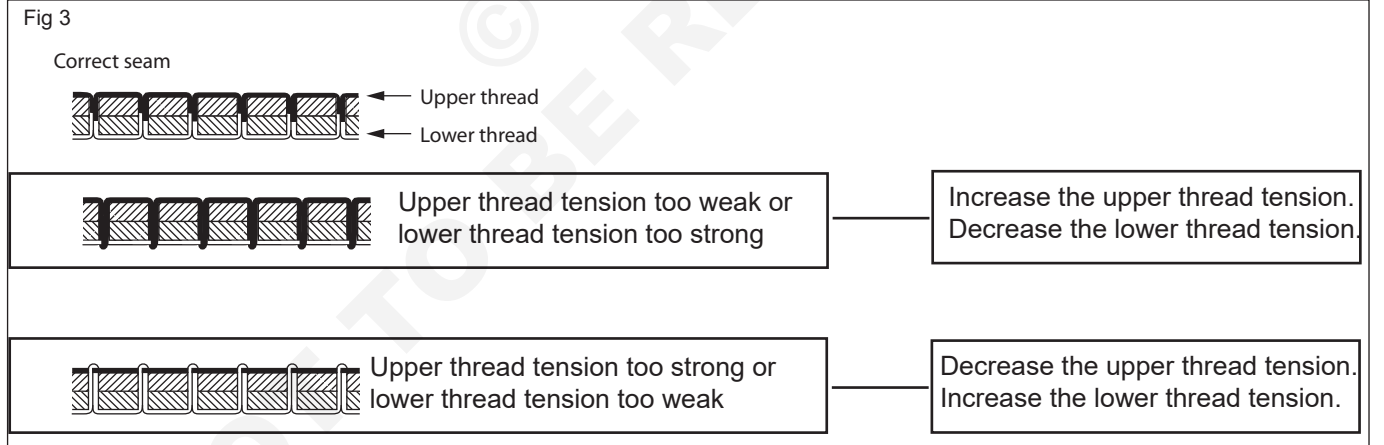 Fig 3
Correct seam
Upper thread
Lower thread
Upper thread tension too weak or
lower thread tension too strong
Increase the upper thread tension.
Decrease the lower thread tension.
Upper thread tension too strong or
lower thread tension too weak
Decrease the upper thread tension.
Increase the lower thread tension.
©
TO BE